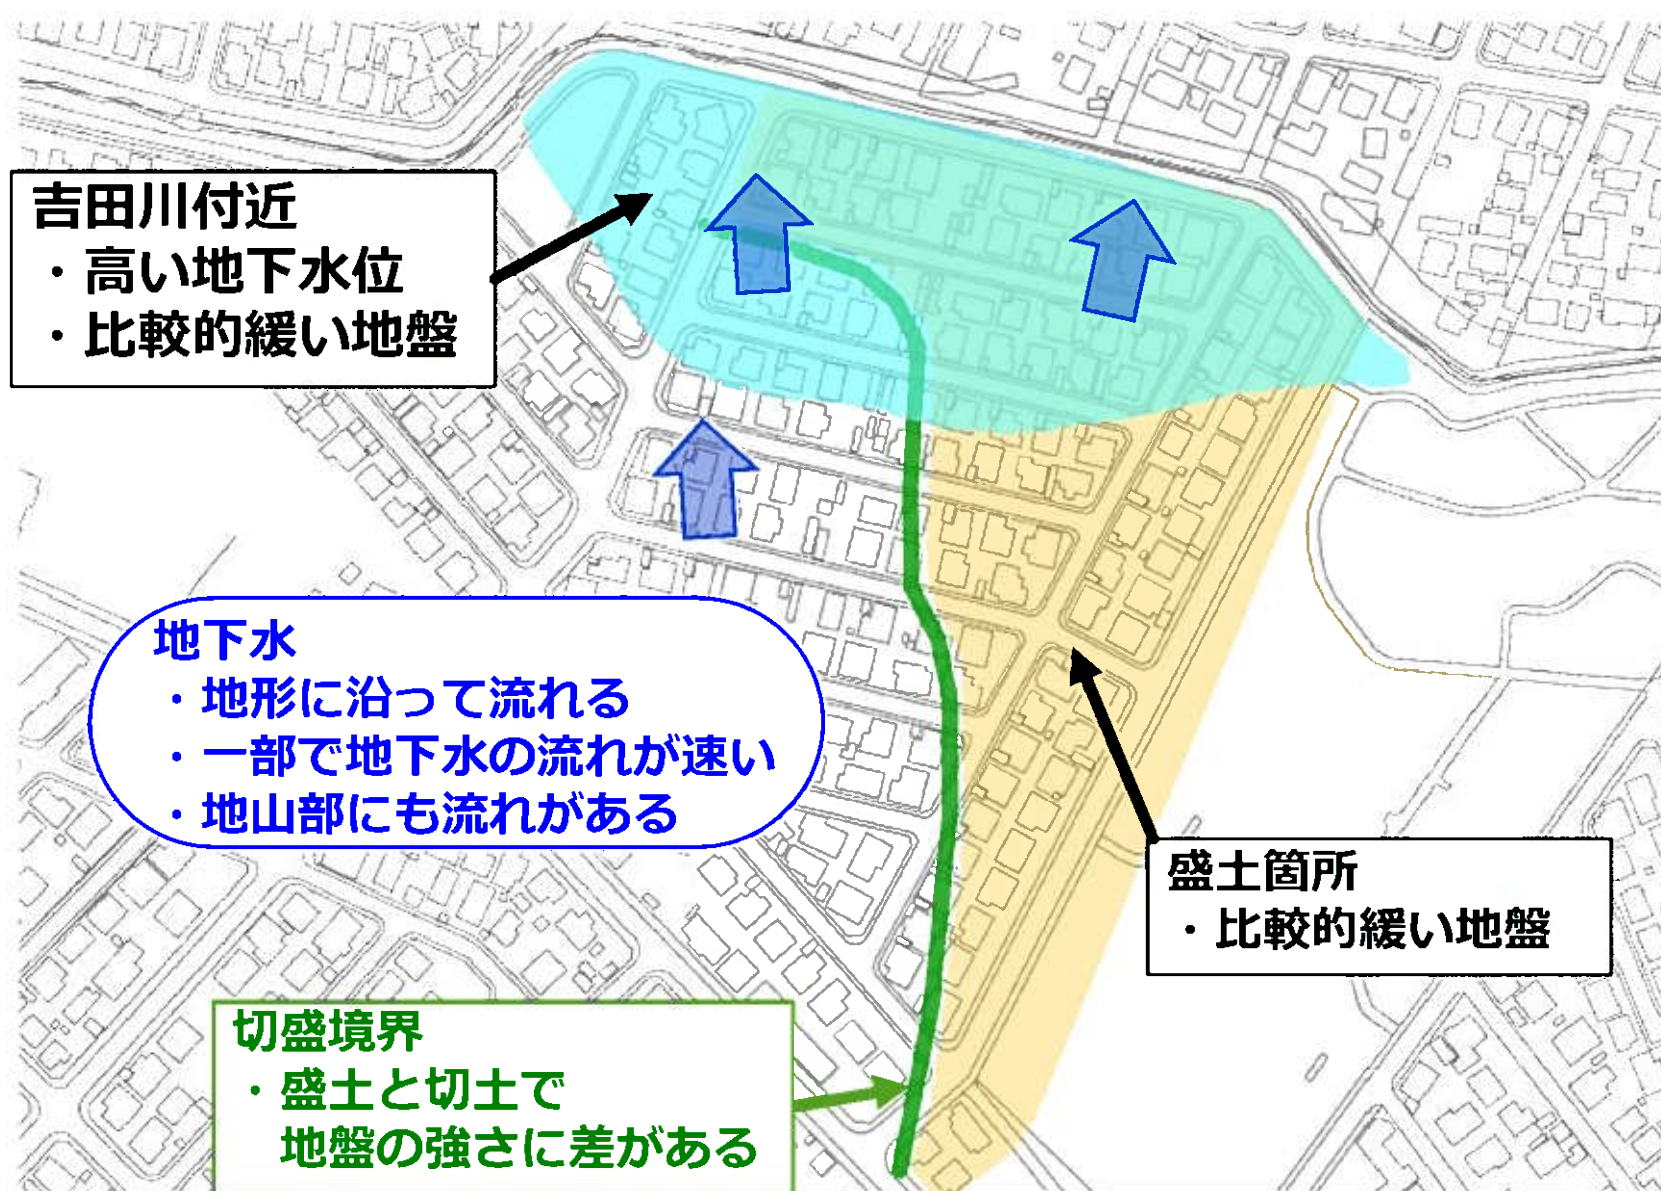 吉田川付近
・高い地下水位
・比較的緩い地盤
地下水
・地形に沿って流れる
・一部で地下水の流れが速い
・地山部にも流れがある
盛土箇所
・比較的緩い地盤
切盛境界
・盛土と切土で
地盤の強さに差がある